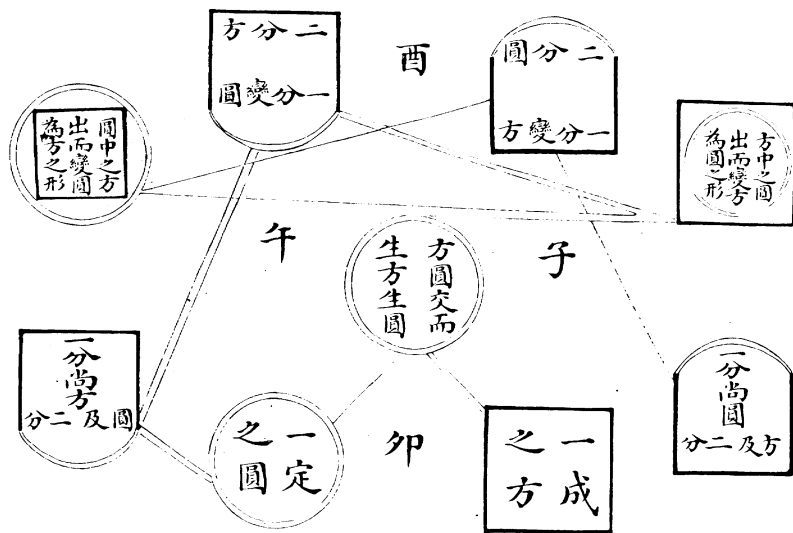 二分方
一分變圓
酉
二分圓
一分變方
圓中之方
出而變圓
為方之形
方中之圓
出而變方
為圓之形
午
方圓交而
生方生圓
子
一分尚方
圓及二分
一定
之圓
卯
一成
之方
一分尚圓
方及二分